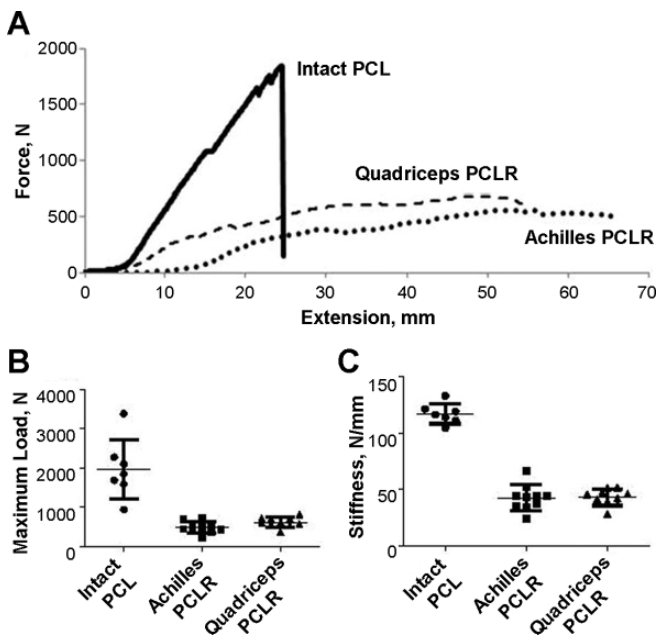 A
2000
1500
1000
500
0
Force, N
Intact PCL
Quadriceps PCLR
Achilles PCLR
0 10 20 30 40 50 60 70
Extension, mm
B
4000
3000
2000
1000
0
Maximum Load, N
Intact
PCL
Achilles
PCLR
Quadriceps
PCLR
C
150
100
50
0
Stiffness, N/mm
Intact
PCL
Achilles
PCLR
Quadriceps
PCLR